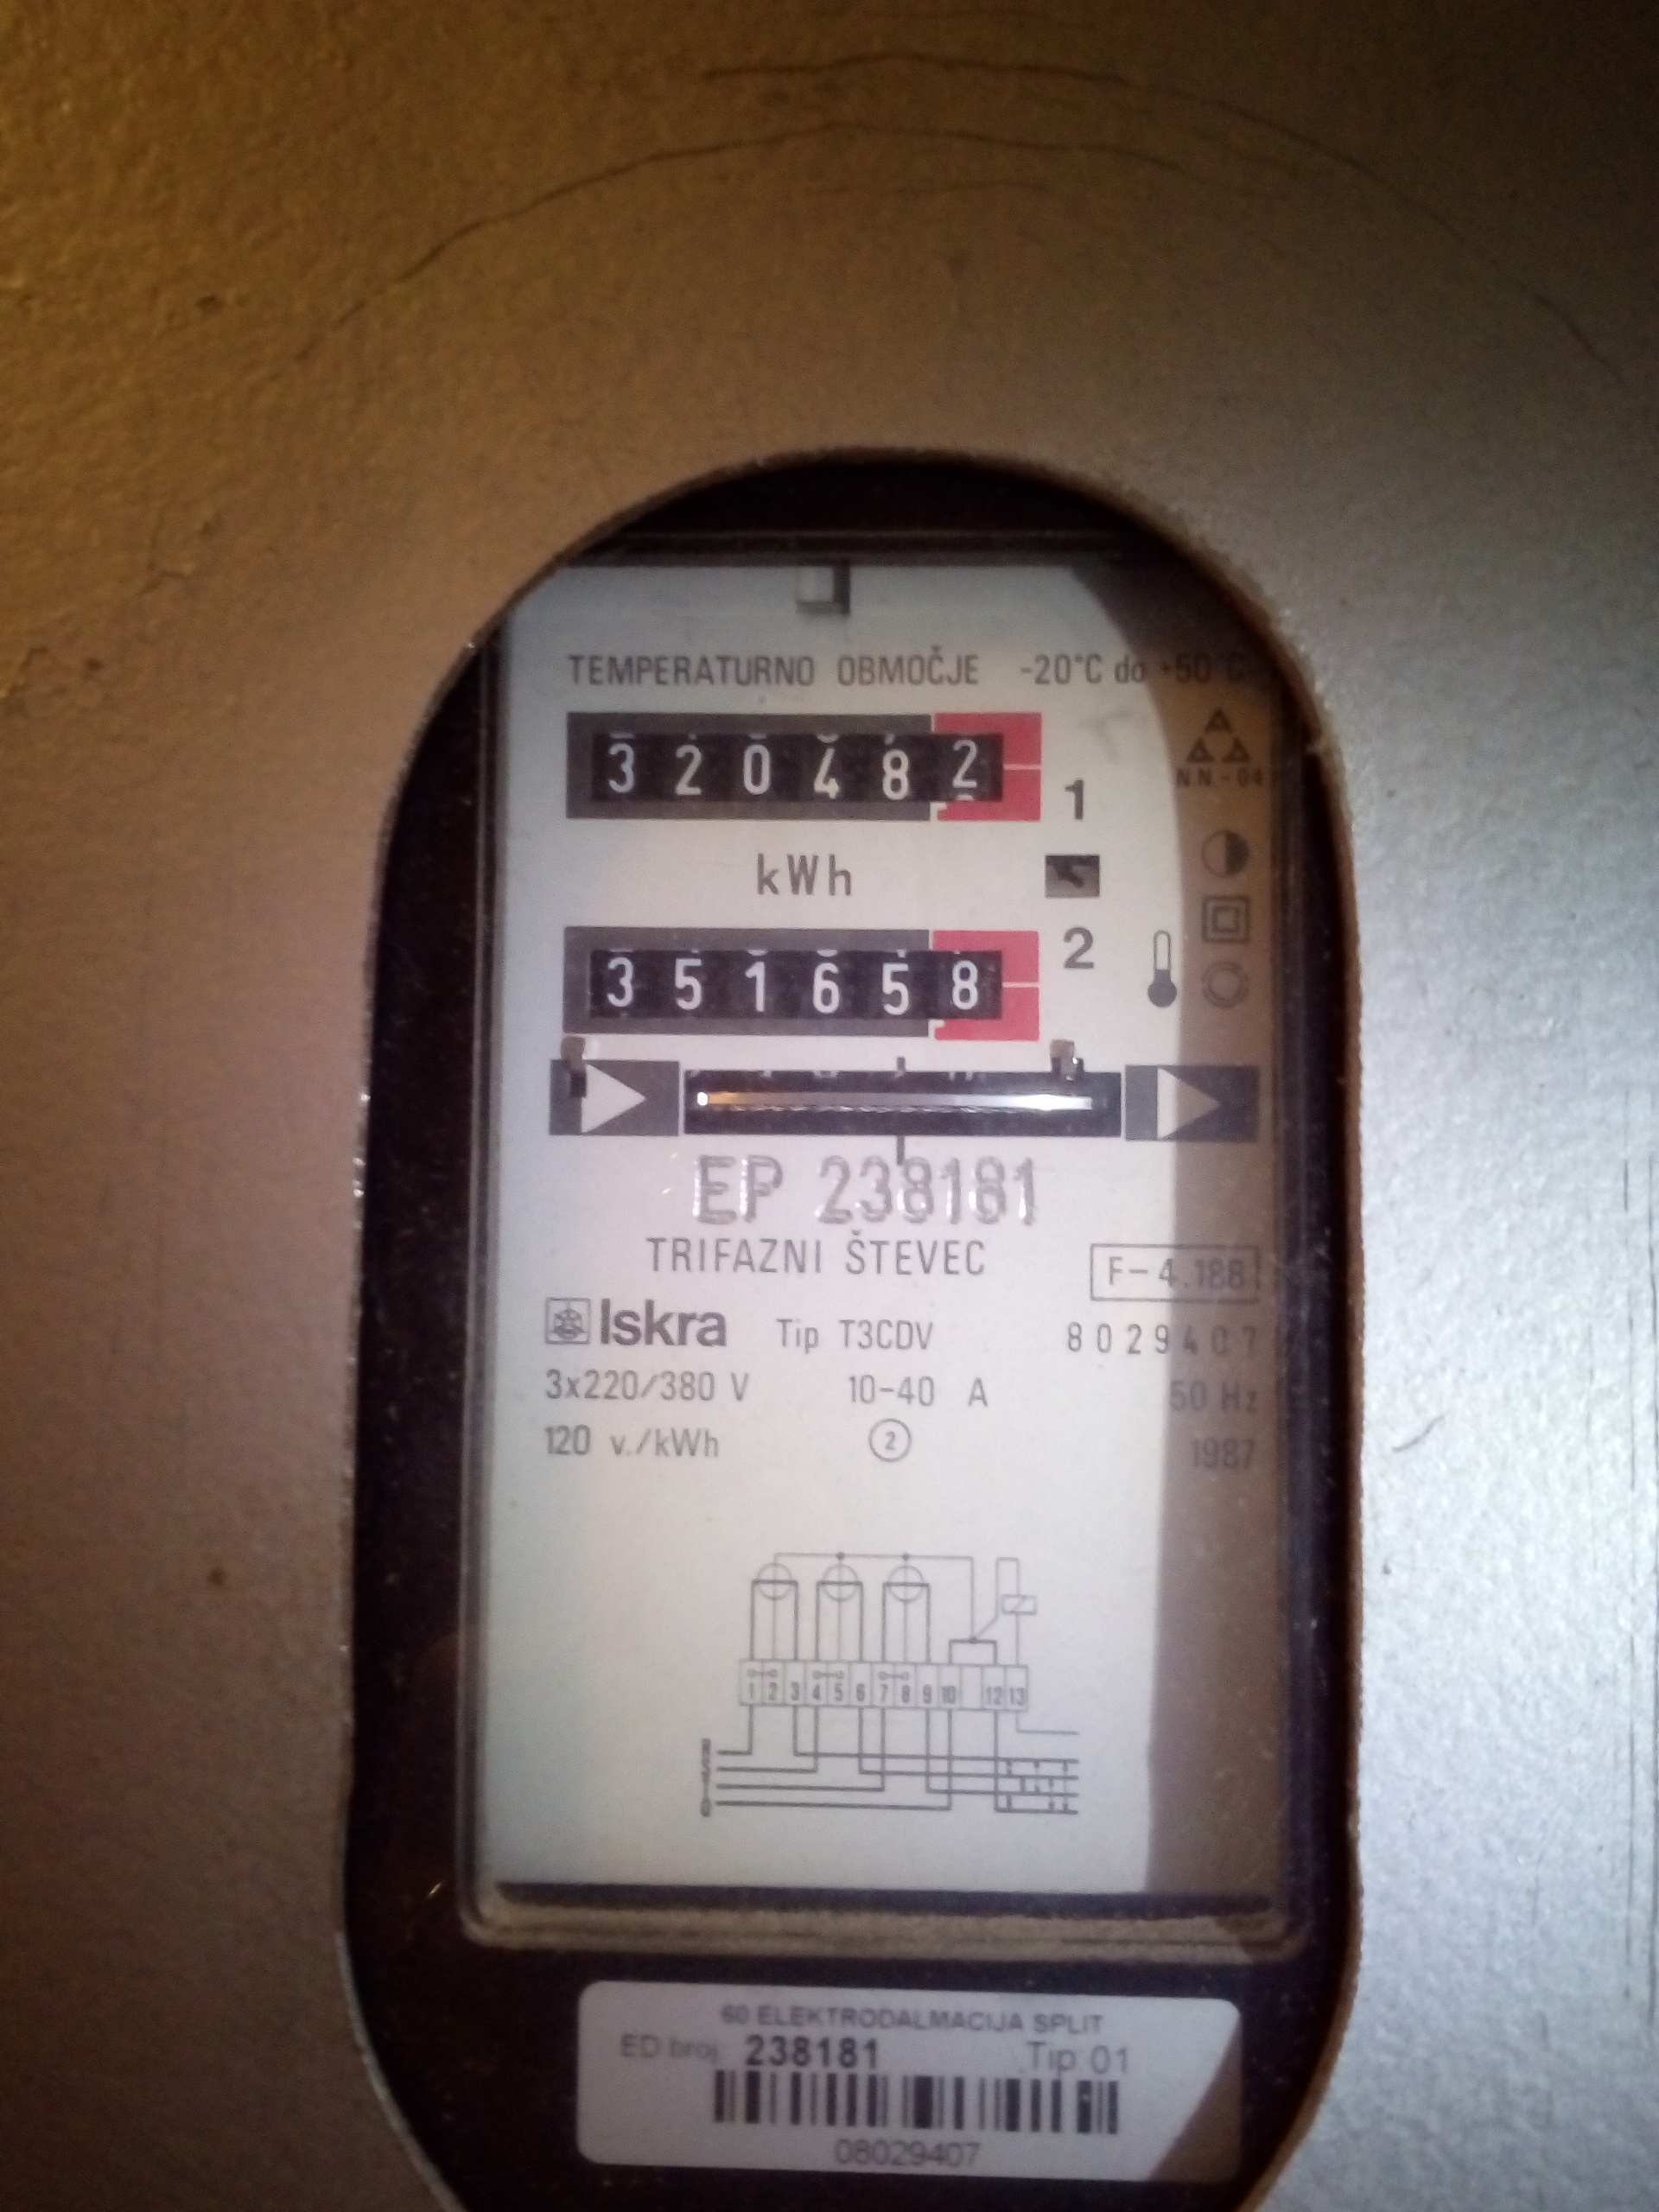 TEMPERATURNO OBMOČJE -20°C do +50°C
320482
1
NN-04
kWh
2
351658
EP 238181
TRIFAZNI ŠTEVEC
F-4.188
Iskra Tip T3CDV 8029407
3x220/380 V 10-40 A 50 Hz
120 v./kWh 2 1987
1 2 3 4 5 6 7 8 9 10 12 13
60 ELEKTRODALMACIJA SPLIT
ED broj 238181 Tip 01
08029407